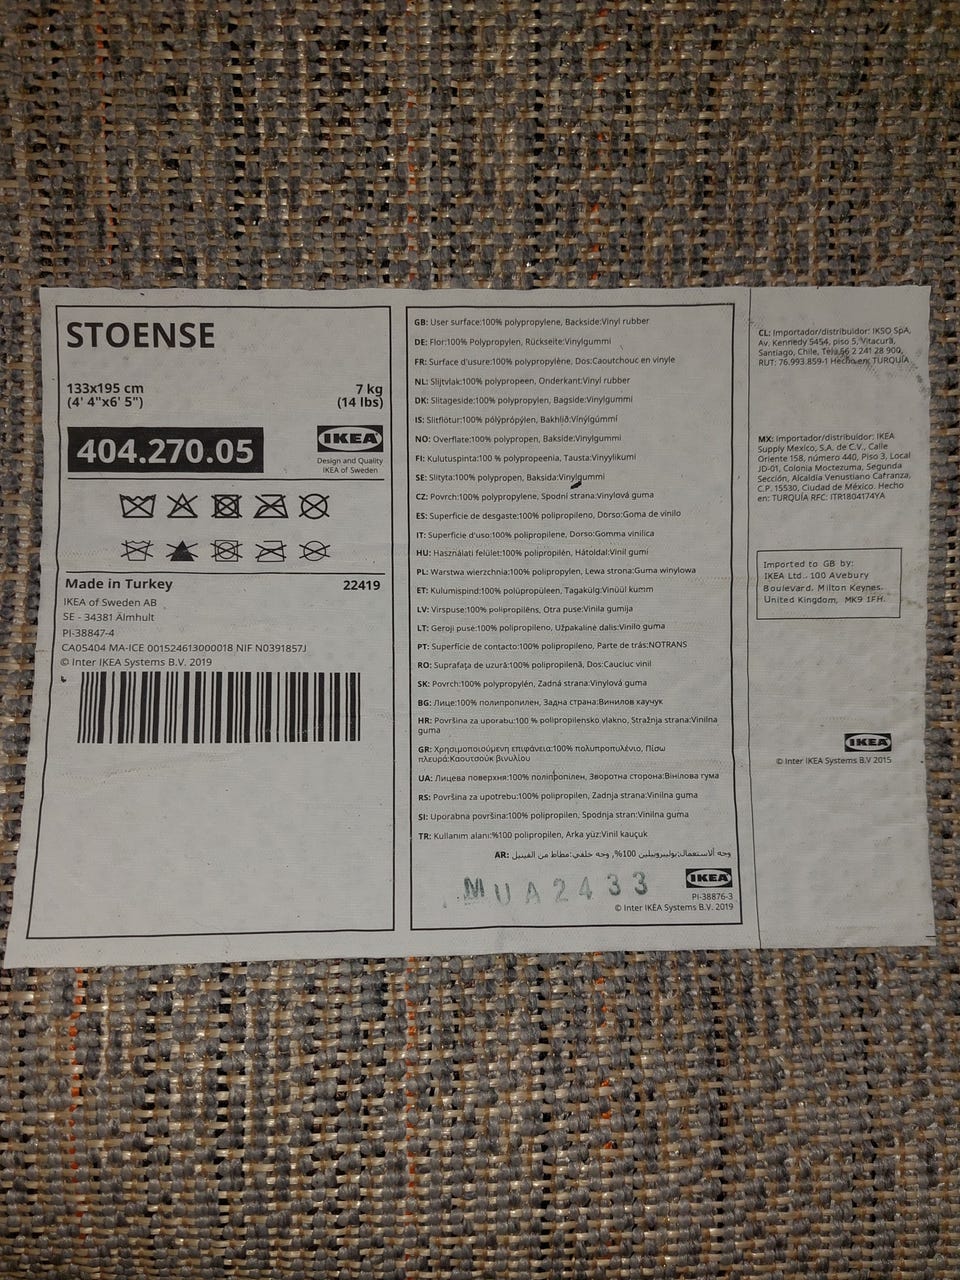 STOENSE
133x195 cm
(4' 4"x6' 5")
7 kg
(14 lbs)
404.270.05
IKEA
Design and Quality
IKEA of Sweden
Made in Turkey
22419
IKEA of Sweden AB
SE - 34381 Älmhult
PI-38847-4
CA05404 MA-ICE 001524613000018 NIF N0391857J
© Inter IKEA Systems B.V. 2019
GB: User surface:100% polypropylene, Backside:Vinyl rubber
DE: Flor:100% Polypropylen, Rückseite:Vinylgummi
FR: Surface d'usure:100% polypropylène, Dos:Caoutchouc en vinyle
NL: Slijtvlak:100% polypropeen, Onderkant:Vinyl rubber
DK: Slitageside:100% polypropylen, Bagside:Vinylgummi
IS: Slitflötur:100% pólýprópýlen, Bakhlið:Vínylgúmmí
NO: Overflate:100% polypropen, Bakside:Vinylgummi
FI: Kulutuspinta:100 % propropeenia, Tausta:Vinyylikumi
SE: Slityta:100% polypropen, Baksida:Vinylgummi
CZ: Povrch:100% polypropylene, Spodní strana:Vinylová guma
ES: Superficie de desgaste:100% polipropileno, Dorso:Goma de vinilo
IT: Superficie d'uso:100% polipropilene, Dorso:Gomma vinilica
HU: Használati felület:100% polipropilén, Hátoldal:Vinil gumi
PL: Warstwa wierzchnia:100% polipropylen, Lewa strona:Guma winylowa
ET: Kulumispind:100% polüpropüleen, Tagakülg:Vinüül kumm
LV: Virspuse:100% polipropilēns, Otra puse:Vinila gumija
LT: Geroji pusė:100% polipropileno, Užpakalinė dalis:Vinilo guma
PT: Superfície de contacto:100% polipropileno, Parte de trás:NOTRANS
RO: Suprafaţa de uzură:100% polipropilenă, Dos:Cauciuc vinil
SK: Povrch:100% polypropylén, Zadná strana:Vinylová guma
BG: Лице:100% полипропилен, Задна страна:Винилов каучук
HR: Površina za uporabu:100 % polipropilensko vlakno, Stražnja strana:Vinilna
guma
GR: Χρησιμοποιούμενη επιφάνεια:100% πολυπροπυλένιο, Πίσω
πλευρά:Καουτσούκ βινυλίου
UA: Лицева поверхня:100% поліпропілен, Зворотна сторона:Вінілова гума
RS: Površina za upotrebu:100% polipropilen, Zadnja strana:Vinilna guma
SI: Uporabna površina:100% polipropilen, Spodnja stran:Vinilna guma
TR: Kullanım alanı:%100 polipropilen, Arka yüz:Vinil kauçuk
AR: وجه الاستعمال:بوليبروبيلين 100%, وجه خلفي:مطاط من الفينيل
MUA2433
IKEA
PI-38876-3
© Inter IKEA Systems B.V. 2019
CL: Importador/distribuidor: IKSO SpA,
Av. Kennedy 5454, piso 5, Vitacura,
Santiago, Chile, Tel:56 2 241 28 900,
RUT: 76.993.859-1 Hecho en: TURQUÍA
MX: Importador/distribuidor: IKEA
Supply Mexico, S.A. de C.V., Calle
Oriente 158, número 440, Piso 3, Local
JD-01, Colonia Moctezuma, Segunda
Sección, Alcaldía Venustiano Cafranza,
C.P. 15530, Ciudad de México. Hecho
en: TURQUÍA RFC: ITR1804174YA
Imported to GB by:
IKEA Ltd., 100 Avebury
Boulevard, Milton Keynes,
United Kingdom, MK9 1FH.
IKEA
© Inter IKEA Systems B.V 2015